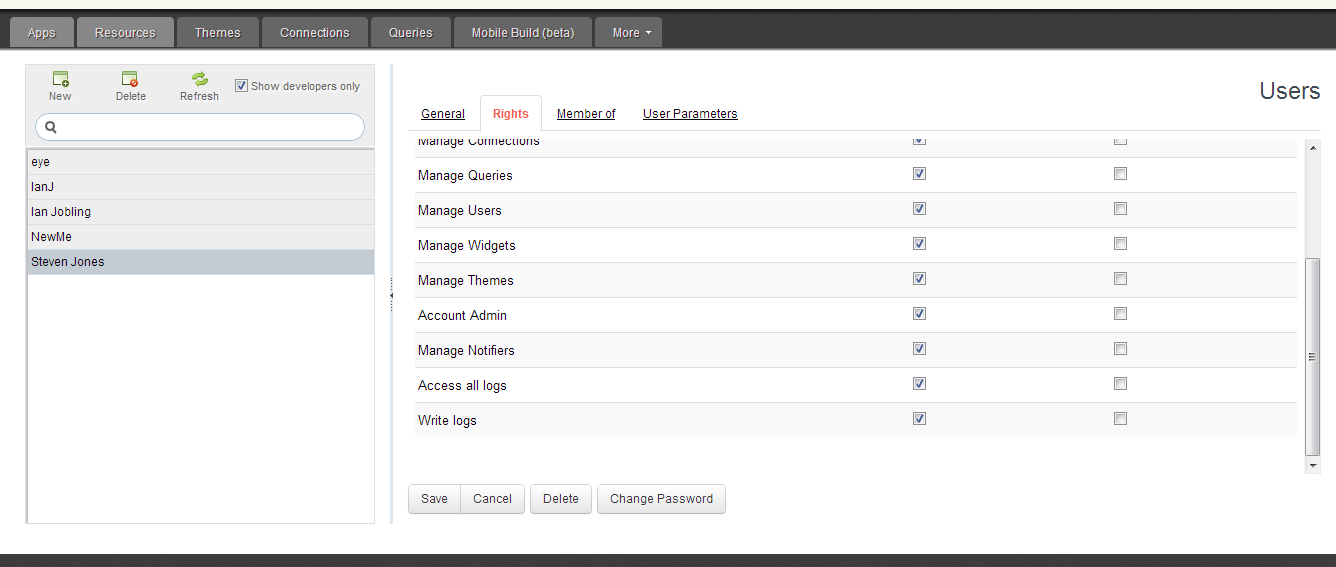 Apps Resources Themes Connections Queries Mobile Build (beta) More
New Delete Refresh Show developers only
Users
General Rights Member of User Parameters
eye
IanJ
Ian Jobling
NewMe
Steven Jones
Manage Connections
Manage Queries
Manage Users
Manage Widgets
Manage Themes
Account Admin
Manage Notifiers
Access all logs
Write logs
Save Cancel Delete Change Password